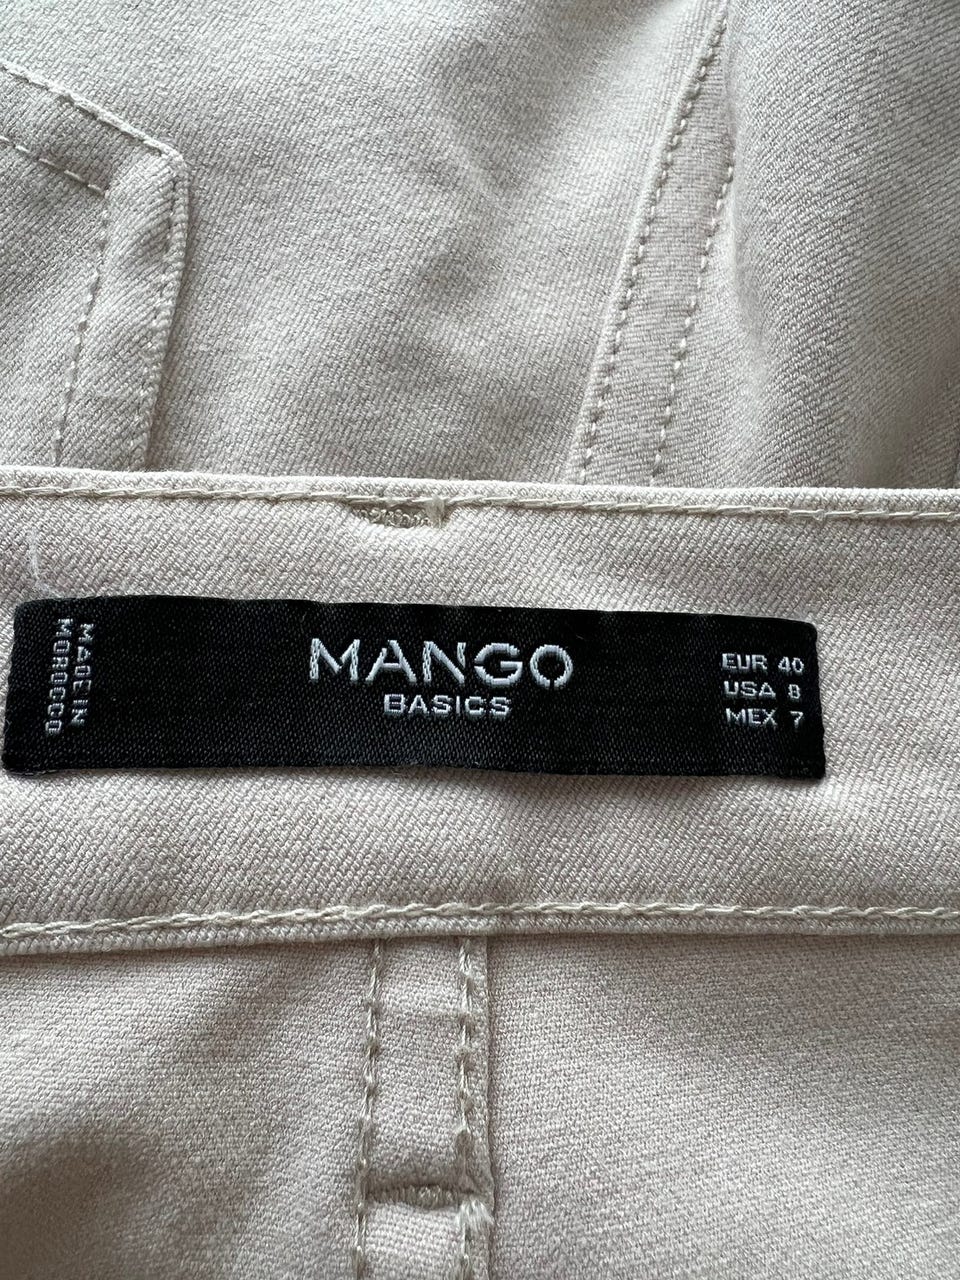 MADE IN
MOROCCO
MANGO
BASICS
EUR 40
USA 8
MEX 7